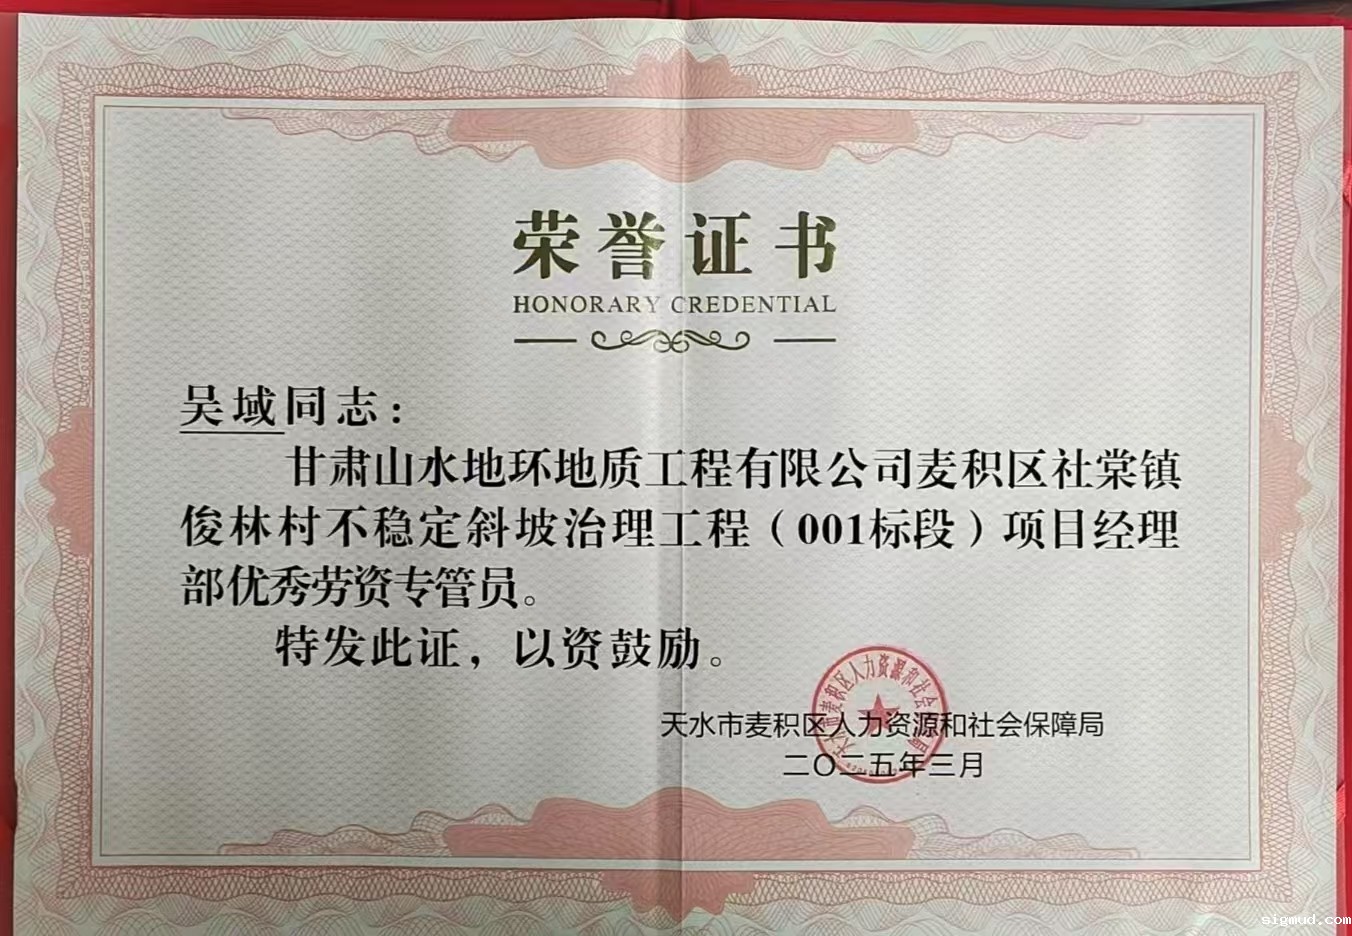 荣誉证书
HONORARY CREDENTIAL
吴域同志：
甘肃山水地环地质工程有限公司麦积区社棠镇
俊林村不稳定斜坡治理工程（001标段）项目经理
部优秀劳资专管员。
特发此证，以资鼓励。
天水市麦积区人力资源和社会保障局
二〇二五年三月
sigmud.com